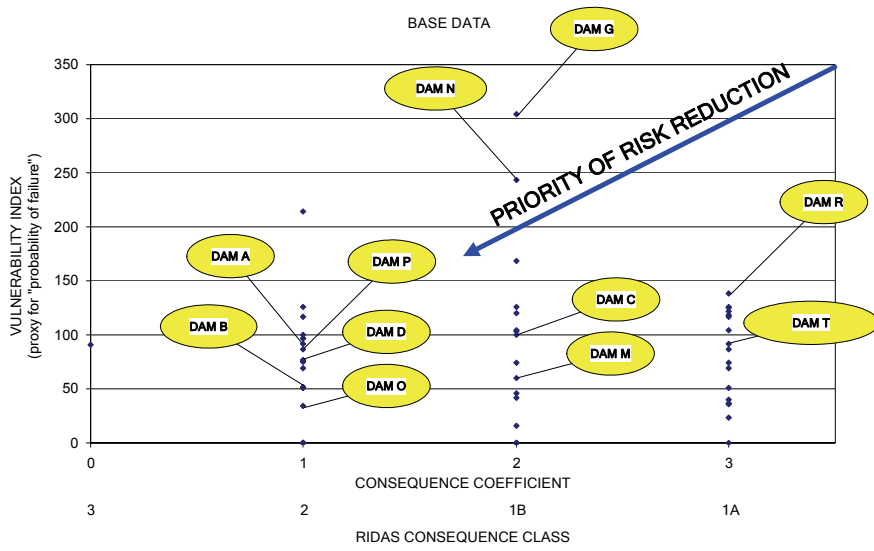 BASE DATA
DAM G
DAM N
PRIORITY OF RISK REDUCTION
DAM R
DAM A
DAM P
DAM C
DAM B
DAM D
DAM T
DAM M
DAM O
VULNERABILITY INDEX
(proxy for "probability of failure")
350
300
250
200
150
100
50
0
0 1 2 3
CONSEQUENCE COEFFICIENT
3 2 1B 1A
RIDAS CONSEQUENCE CLASS